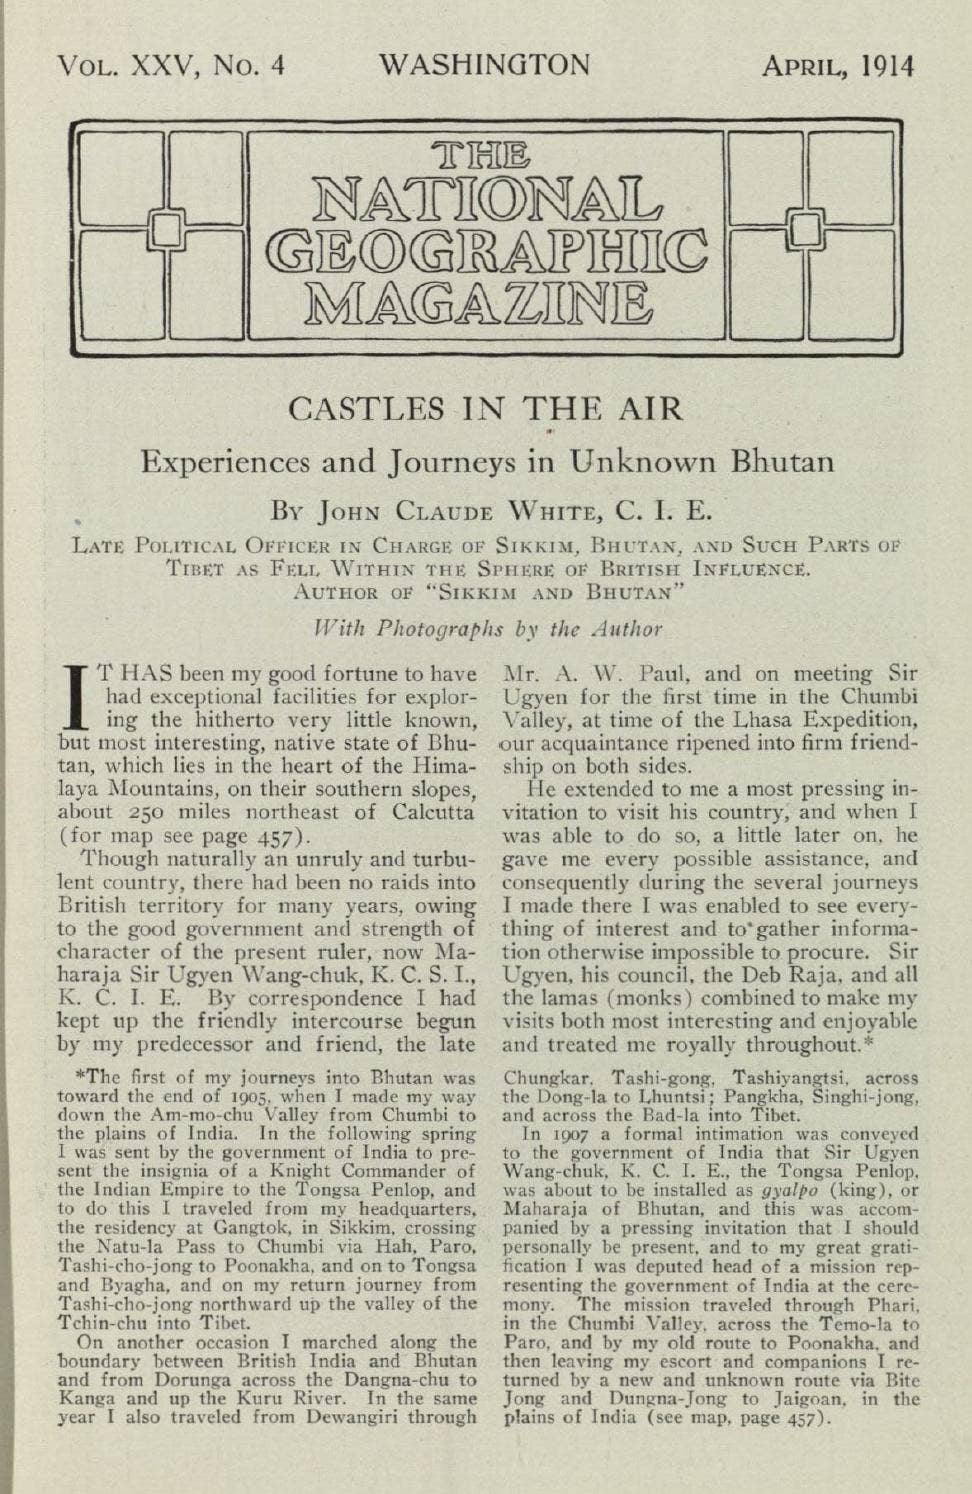 VOL. XXV, No. 4 WASHINGTON APRIL, 1914
THE
NATIONAL
GEOGRAPHIC
MAGAZINE
CASTLES IN THE AIR
Experiences and Journeys in Unknown Bhutan
BY JOHN CLAUDE WHITE, C. I. E.
LATE POLITICAL OFFICER IN CHARGE OF SIKKIM, BHUTAN, AND SUCH PARTS OF
TIBET AS FELL WITHIN THE SPHERE OF BRITISH INFLUENCE.
AUTHOR OF "SIKKIM AND BHUTAN"
With Photographs by the Author
IT HAS been my good fortune to have
had exceptional facilities for explor-
ing the hitherto very little known,
but most interesting, native state of Bhu-
tan, which lies in the heart of the Hima-
laya Mountains, on their southern slopes,
about 250 miles northeast of Calcutta
(for map see page 457).
Though naturally an unruly and turbu-
lent country, there had been no raids into
British territory for many years, owing
to the good government and strength of
character of the present ruler, now Ma-
haraja Sir Ugyen Wang-chuk, K. C. S. I.,
K. C. I. E. By correspondence I had
kept up the friendly intercourse begun
by my predecessor and friend, the late
Mr. A. W. Paul, and on meeting Sir
Ugyen for the first time in the Chumbi
Valley, at time of the Lhasa Expedition,
our acquaintance ripened into firm friend-
ship on both sides.
He extended to me a most pressing in-
vitation to visit his country, and when I
was able to do so, a little later on, he
gave me every possible assistance, and
consequently during the several journeys
I made there I was enabled to see every-
thing of interest and to gather informa-
tion otherwise impossible to procure. Sir
Ugyen, his council, the Deb Raja, and all
the lamas (monks) combined to make my
visits both most interesting and enjoyable
and treated me royally throughout.*
*The first of my journeys into Bhutan was
toward the end of 1905, when I made my way
down the Am-mo-chu Valley from Chumbi to
the plains of India. In the following spring
I was sent by the government of India to pre-
sent the insignia of a Knight Commander of
the Indian Empire to the Tongsa Penlop, and
to do this I traveled from my headquarters,
the residency at Gangtok, in Sikkim, crossing
the Natu-la Pass to Chumbi via Hah, Paro,
Tashi-cho-jong to Poonakha, and on to Tongsa
and Byagha, and on my return journey from
Tashi-cho-jong northward up the valley of the
Tchin-chu into Tibet.
On another occasion I marched along the
boundary between British India and Bhutan
and from Dorunga across the Dangna-chu to
Kanga and up the Kuru River. In the same
year I also traveled from Dewangiri through
Chungkar, Tashi-gong, Tashiyangtsi, across
the Dong-la to Lhuntsi; Pangkha, Singhi-jong,
and across the Bad-la into Tibet.
In 1907 a formal intimation was conveyed
to the government of India that Sir Ugyen
Wang-chuk, K. C. I. E., the Tongsa Penlop,
was about to be installed as gyalpo (king), or
Maharaja of Bhutan, and this was accom-
panied by a pressing invitation that I should
personally be present, and to my great grati-
fication I was deputed head of a mission rep-
resenting the government of India at the cere-
mony. The mission traveled through Phari,
in the Chumbi Valley, across the Temo-la to
Paro, and by my old route to Poonakha, and
then leaving my escort and companions I re-
turned by a new and unknown route via Bite
Jong and Dungna-Jong to Jaigoan, in the
plains of India (see map, page 457).